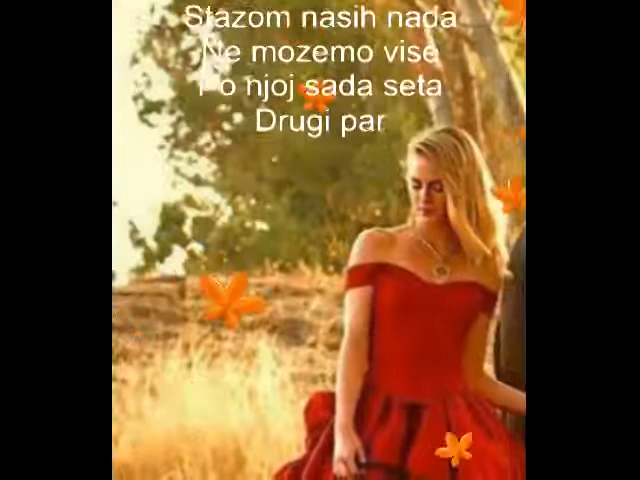 Stazom nasih nada
Ne mozemo vise
Po njoj sada seta
Drugi par